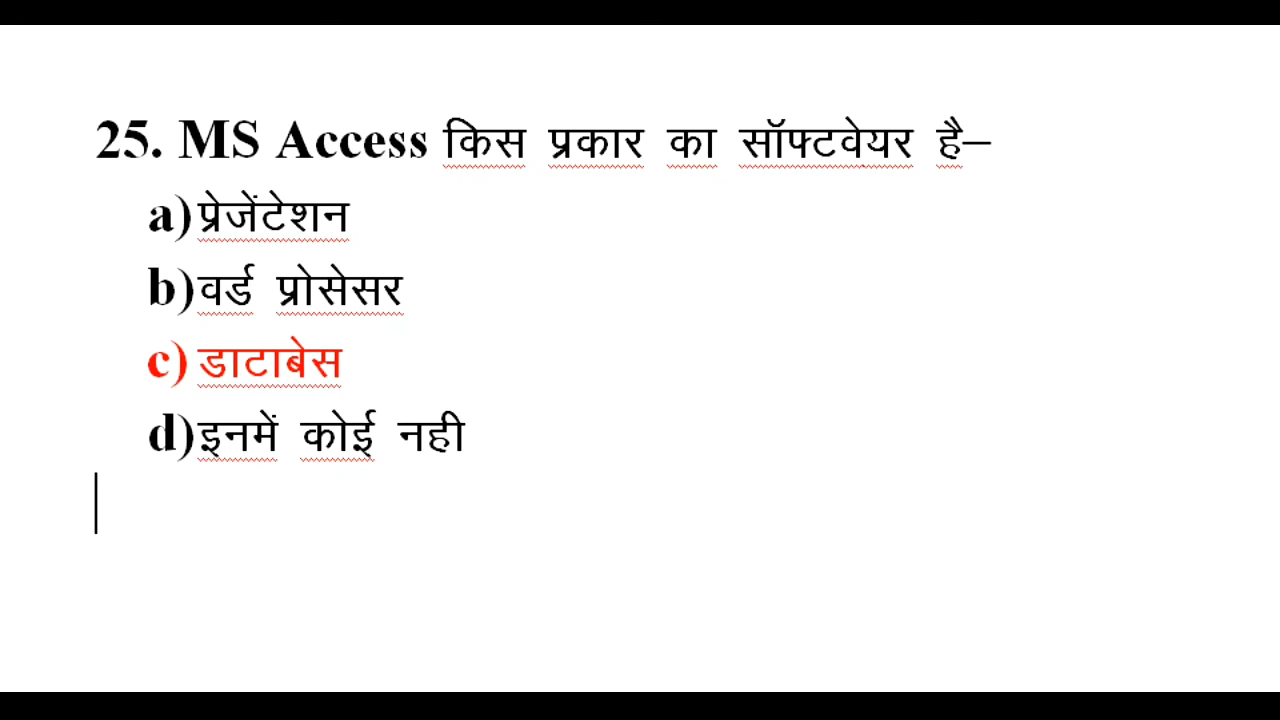 25. MS Access किस प्रकार का सॉफ्टवेयर है–
a) प्रेजेंटेशन
b) वर्ड प्रोसेसर
c) डाटाबेस
d) इनमें कोई नही